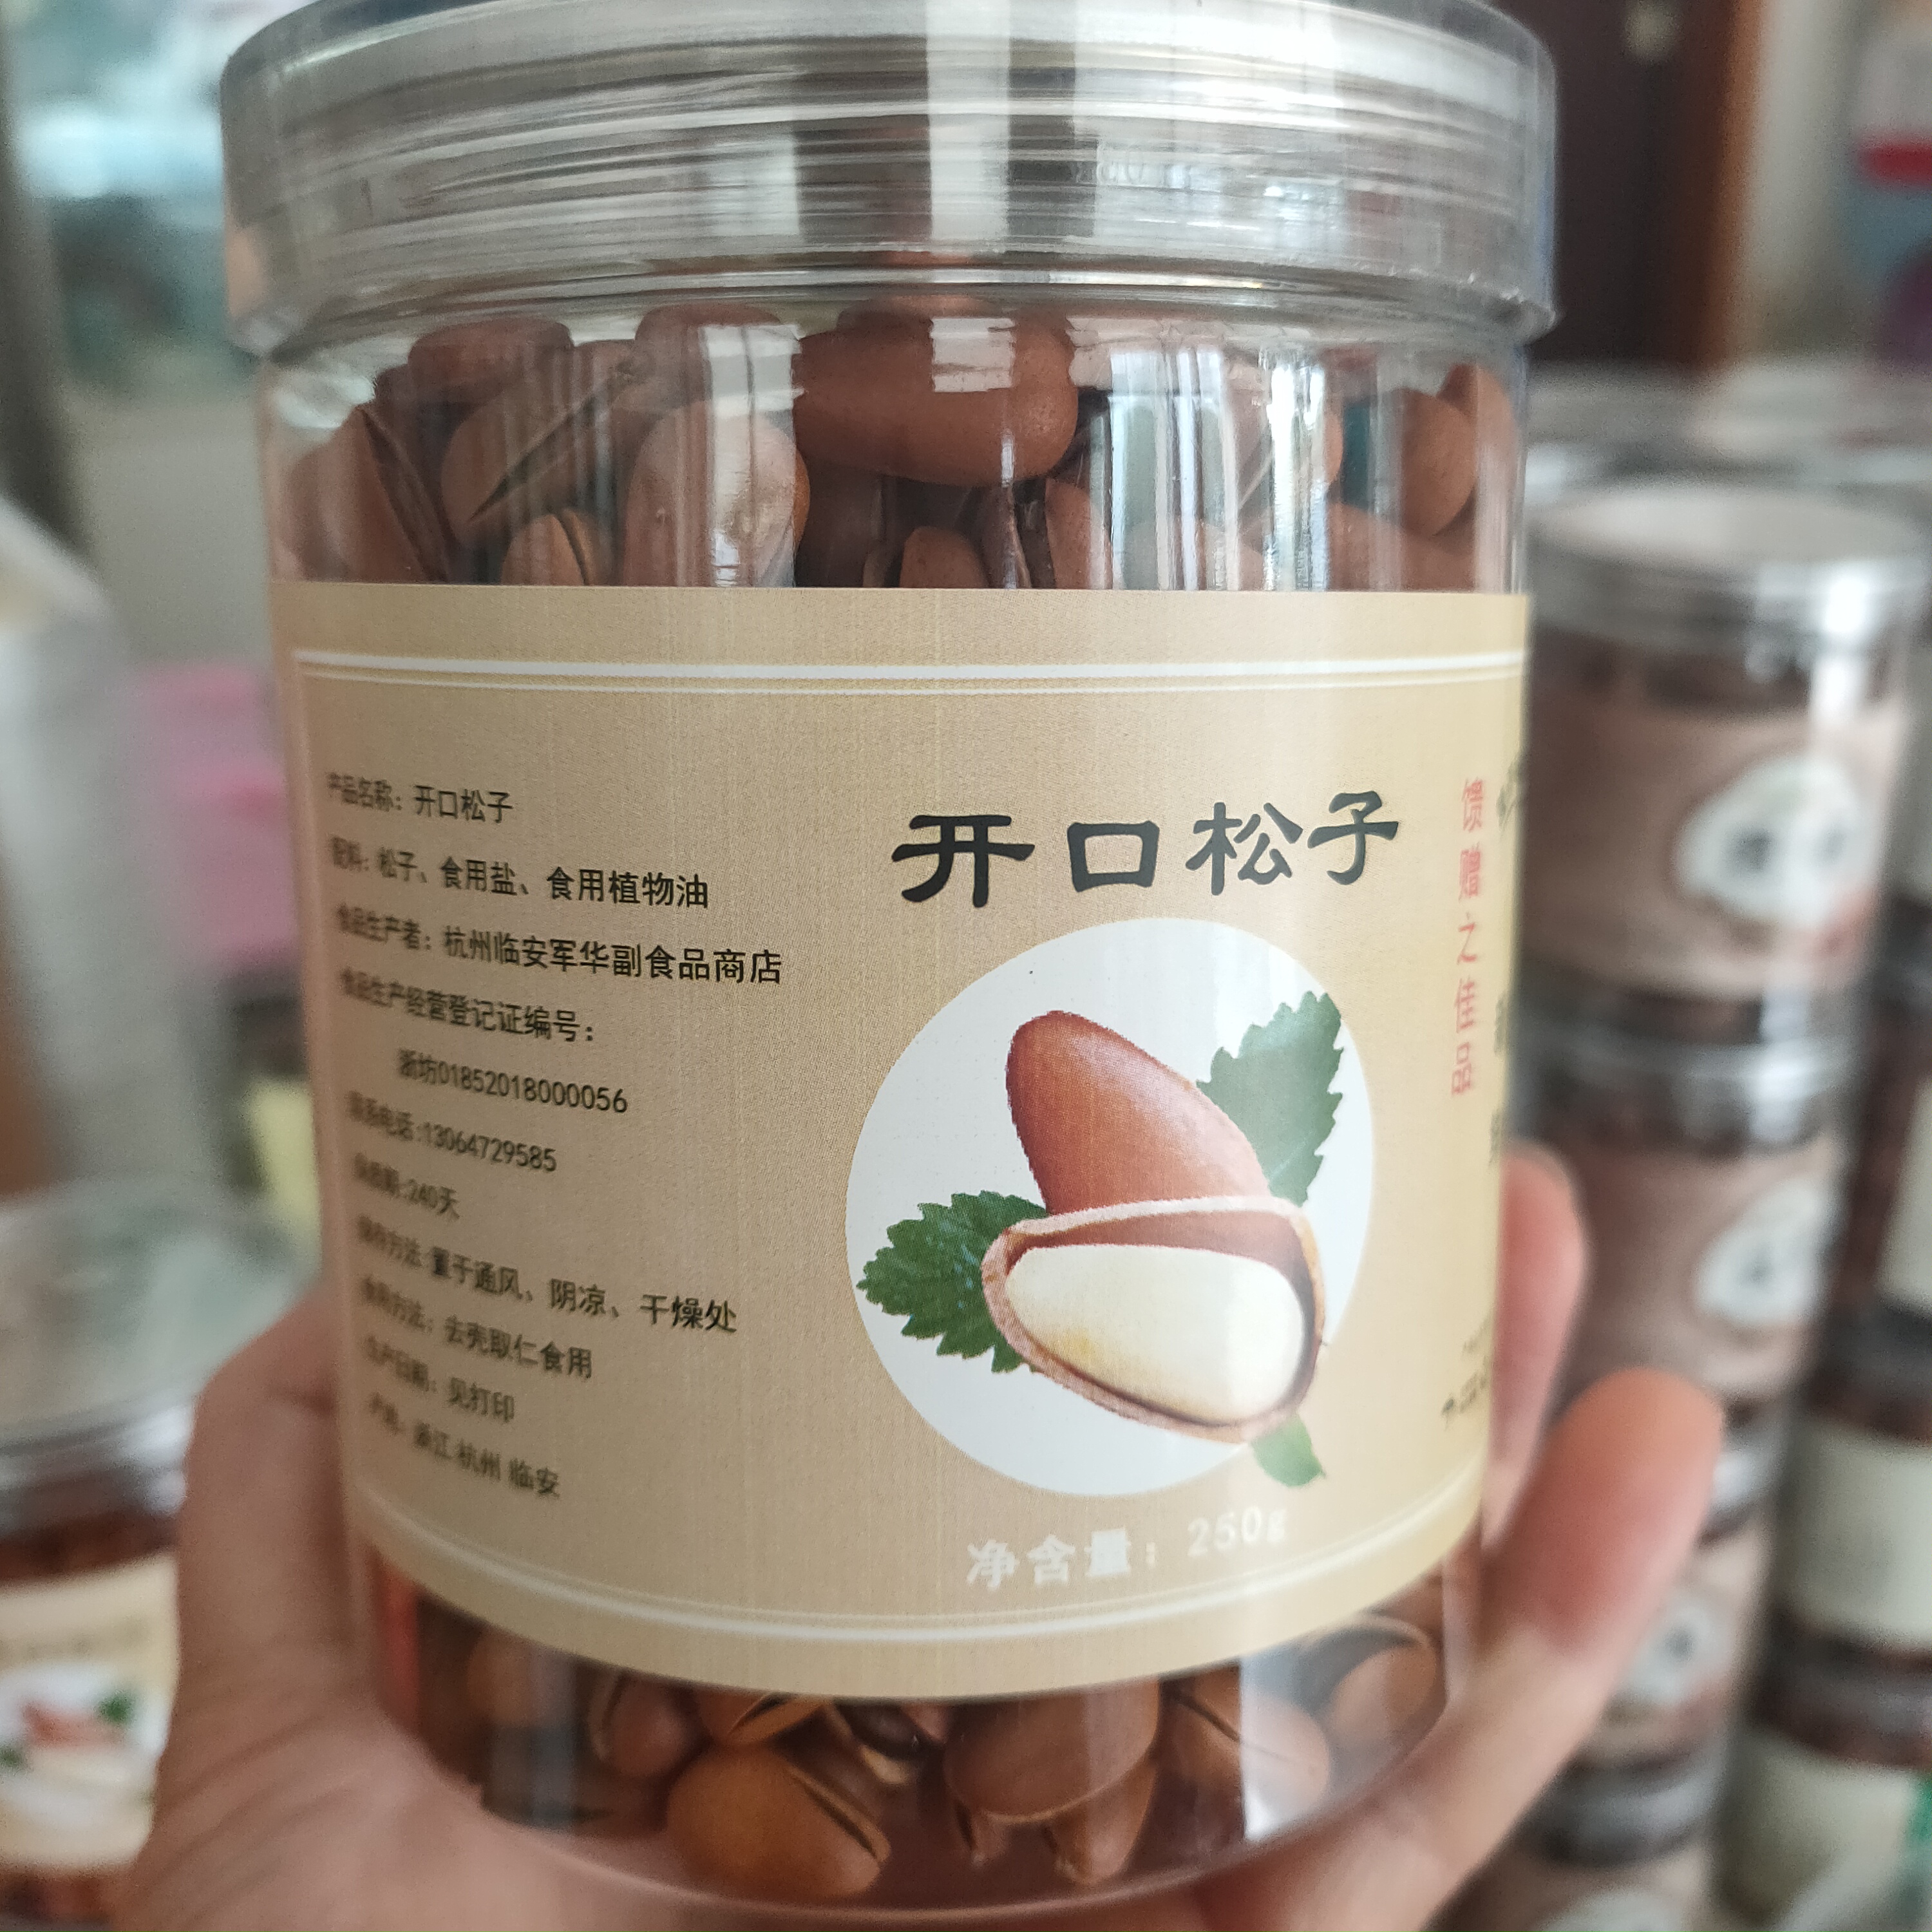 产品名称：开口松子
配料：松子、食用盐、食用植物油
食品生产者：杭州临安军华副食品商店
食品生产经营登记证编号：
浙坊01852018000056
联系电话:13064729585
保质期:240天
储存方法:置于通风、阴凉、干燥处
食用方法：去壳取仁食用
生产日期：见打印
产地：浙江 杭州 临安
开口松子
净含量：250g
馈赠之佳品